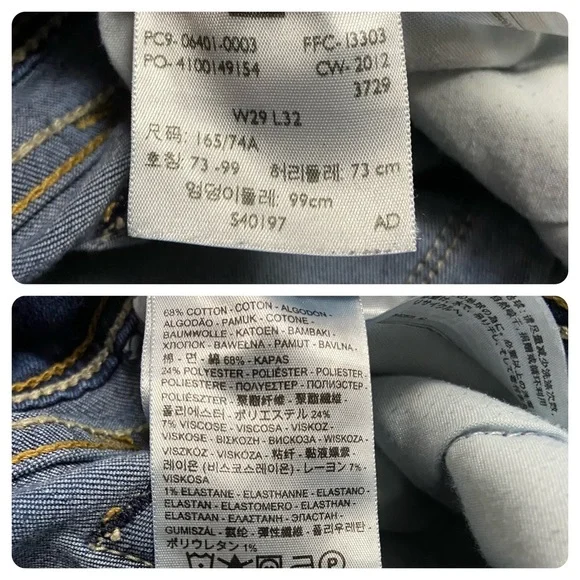 PC9- 06401-0003 FFC- 13303
PO- 4100149154 CW- 2012
3729
W29 L32
尺码: 165/74A
호칭 73 -99 허리둘레: 73 cm
엉덩이둘레: 99cm
S40197 AD
68% COTTON - COTON - ALGODÓN -
ALGODÃO - PAMUK - COTONE -
BAUMWOLLE - KATOEN - BAMBAKI -
ХЛОПОК - BAWEŁNA - PAMUT - BAVLNA -
棉 - 면 - 綿 68% - KAPAS
24% POLYESTER - POLIÉSTER - POLIÉSTER -
POLIESTERE - ПОЛУЕСТЕР - ПОЛИЭСТЕР -
POLIÉSZTER - 聚酯纤维 - 聚酯纖維 -
폴리에스터 - ポリエステル 24%
7% VISCOSE - VISCOSA - VISCOZ -
VISKOSE - ΒΙΣΚΟΖΗ - ВИСКОЗА - WISKOZA -
VISZKÓZ - VISKÓZA - 粘纤 - 黏液嫘縈 -
레이온 (비스코스레이온) - レーヨン 7% -
VISKOSA
1% ELASTANE - ELASTHANNE - ELASTANO -
ELASTAN - ELASTOMERO - ELASTHAN -
ELASTAAN - ΕΛΑΣΤΑΝΗ - ЭЛАСТАН -
GUMISZÁL - 氨纶 - 彈性纖維 - 폴리우레탄 -
ポリウレタン 1%